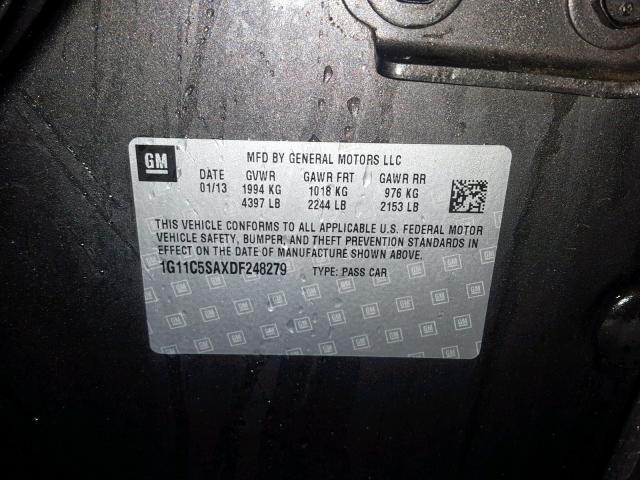 GM
MFD BY GENERAL MOTORS LLC
DATE GVWR GAWR FRT GAWR RR
01/13 1994 KG 1018 KG 976 KG
4397 LB 2244 LB 2153 LB
THIS VEHICLE CONFORMS TO ALL APPLICABLE U.S. FEDERAL MOTOR
VEHICLE SAFETY, BUMPER, AND THEFT PREVENTION STANDARDS IN
EFFECT ON THE DATE OF MANUFACTURE SHOWN ABOVE.
1G11C5SAXDF248279 TYPE: PASS CAR